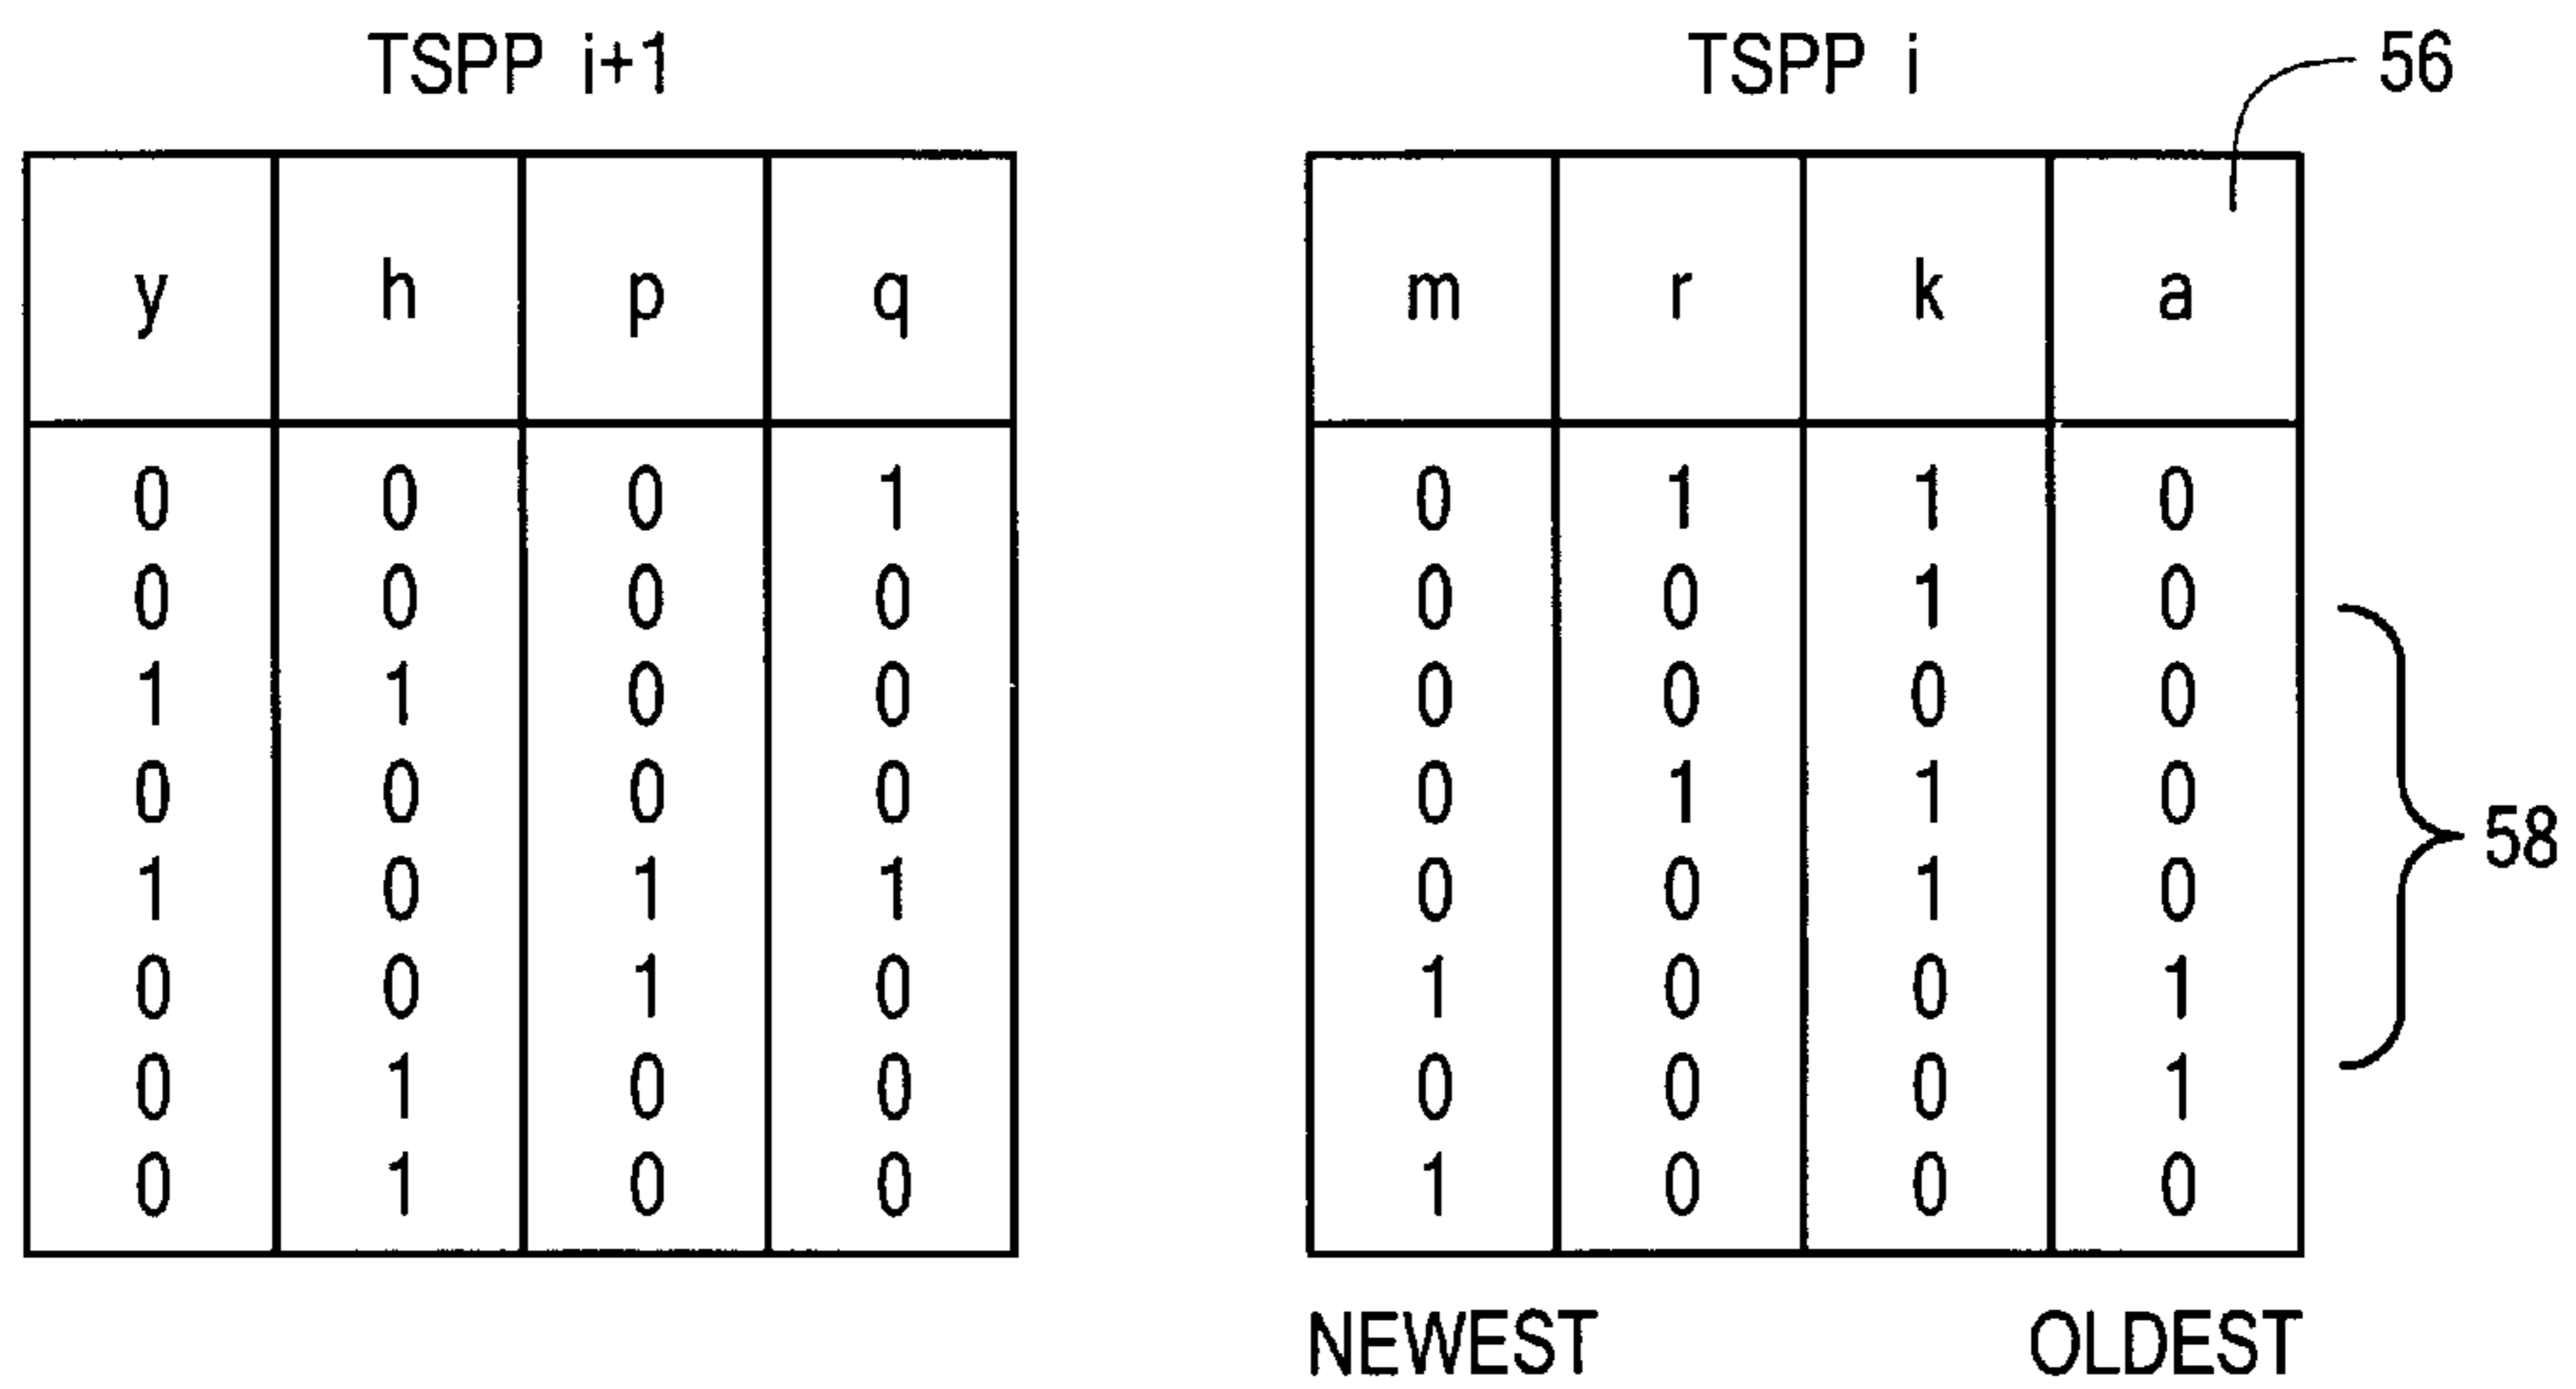 TSPP i+1 TSPP i 56
y h p q m r k a
0 0 0 1 0 1 1 0
0 0 0 0 0 0 1 0
1 1 0 0 0 0 0 0
0 0 0 0 0 1 1 0
1 0 1 1 0 0 1 0
58
0 0 1 0 1 0 0 1
0 1 0 0 0 0 0 1
0 1 0 0 1 0 0 0
NEWEST OLDEST